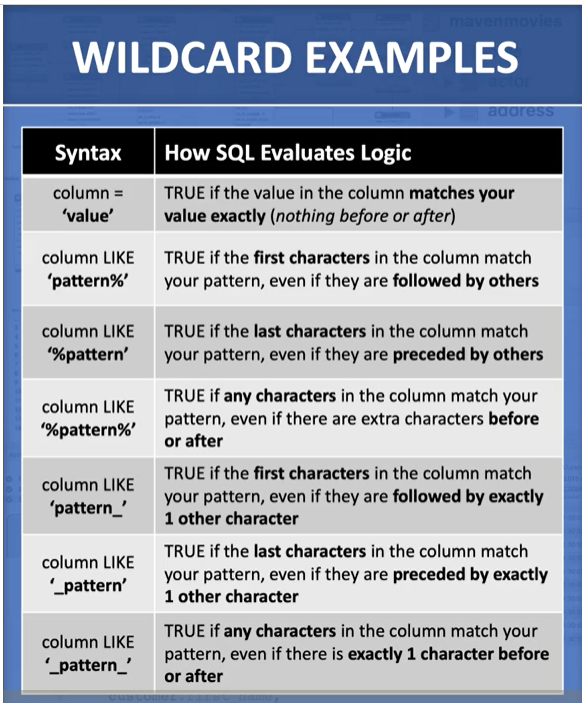 mavenmovies
actor
address
WILDCARD EXAMPLES
Syntax
How SQL Evaluates Logic
column =
‘value’
TRUE if the value in the column matches your
value exactly (nothing before or after)
column LIKE
‘pattern%’
TRUE if the first characters in the column match
your pattern, even if they are followed by others
column LIKE
‘%pattern’
TRUE if the last characters in the column match
your pattern, even if they are preceded by others
column LIKE
‘%pattern%’
TRUE if any characters in the column match your
pattern, even if there are extra characters before
or after
column LIKE
‘pattern_’
TRUE if the first characters in the column match
your pattern, even if they are followed by exactly
1 other character
column LIKE
‘_pattern’
TRUE if the last characters in the column match
your pattern, even if they are preceded by exactly
1 other character
column LIKE
‘_pattern_’
TRUE if any characters in the column match your
pattern, even if there is exactly 1 character before
or after
customer.first_name,